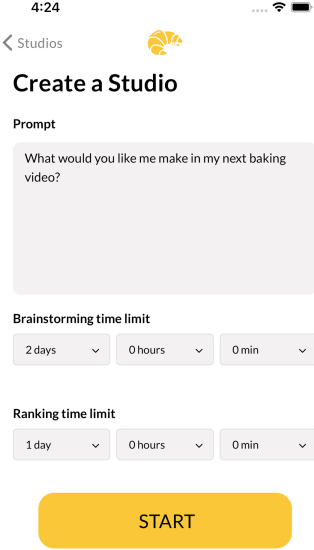 4:24
Studios
Create a Studio
Prompt
What would you like me make in my next baking
video?
Brainstorming time limit
2 days 0 hours 0 min
Ranking time limit
1 day 0 hours 0 min
START